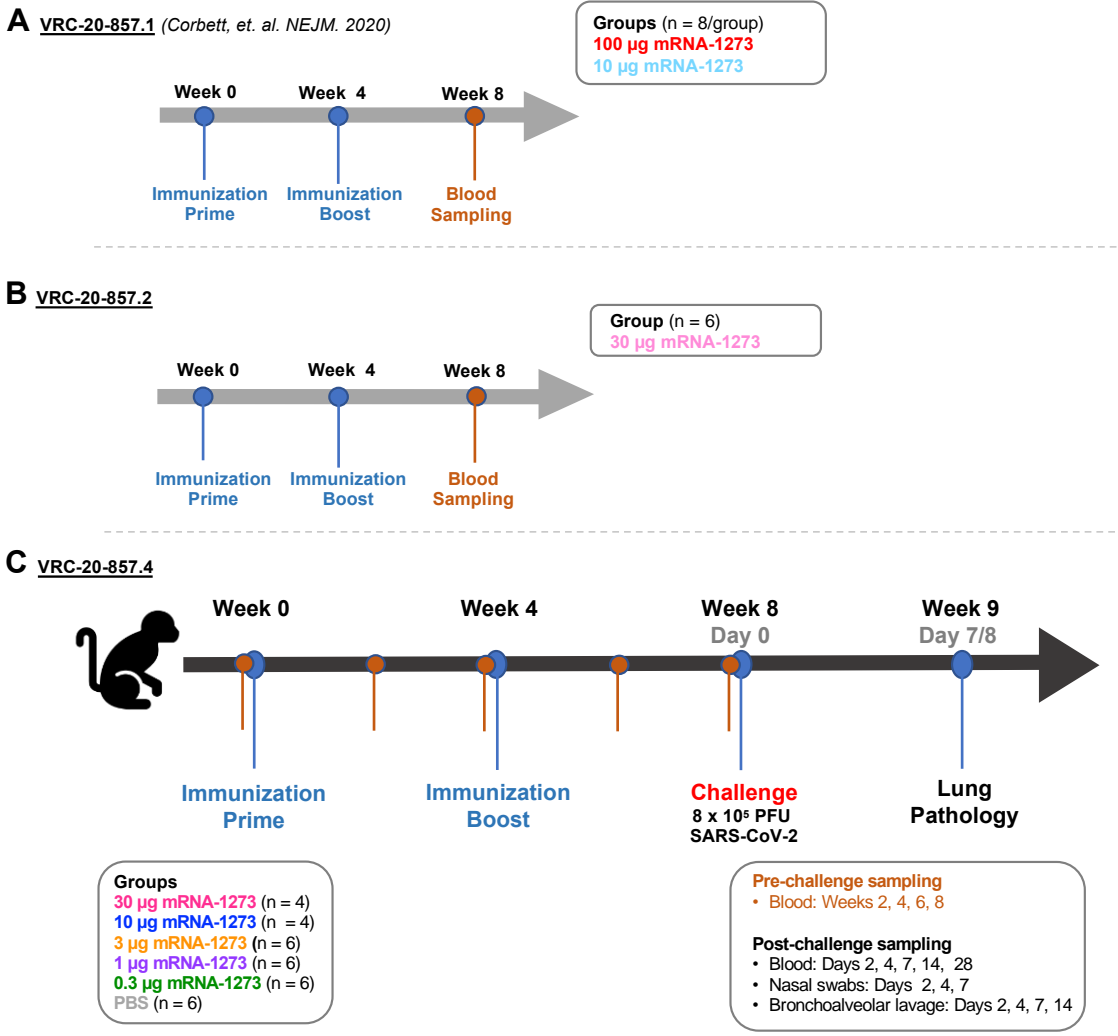 A VRC-20-857.1 (Corbett, et. al. NEJM. 2020)
Groups (n = 8/group)
100 µg mRNA-1273
10 µg mRNA-1273
Week 0 Week 4 Week 8
Immunization Prime
Immunization Boost
Blood Sampling
B VRC-20-857.2
Group (n = 6)
30 µg mRNA-1273
Week 0 Week 4 Week 8
Immunization Prime
Immunization Boost
Blood Sampling
C VRC-20-857.4
Week 0 Week 4 Week 8 Week 9
Day 0 Day 7/8
Immunization Prime
Immunization Boost
Challenge
8 x 10⁵ PFU
SARS-CoV-2
Lung Pathology
Groups
30 µg mRNA-1273 (n = 4)
10 µg mRNA-1273 (n = 4)
3 µg mRNA-1273 (n = 6)
1 µg mRNA-1273 (n = 6)
0.3 µg mRNA-1273 (n = 6)
PBS (n = 6)
Pre-challenge sampling
• Blood: Weeks 2, 4, 6, 8
Post-challenge sampling
• Blood: Days 2, 4, 7, 14, 28
• Nasal swabs: Days 2, 4, 7
• Bronchoalveolar lavage: Days 2, 4, 7, 14